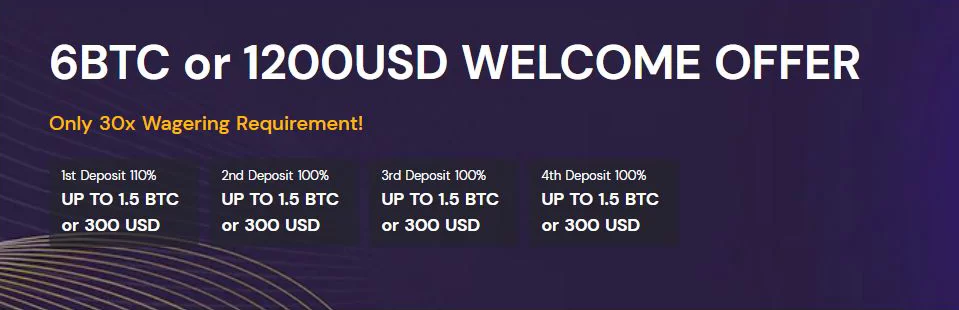 6BTC or 1200USD WELCOME OFFER
Only 30x Wagering Requirement!
1st Deposit 110%
UP TO 1.5 BTC
or 300 USD
2nd Deposit 100%
UP TO 1.5 BTC
or 300 USD
3rd Deposit 100%
UP TO 1.5 BTC
or 300 USD
4th Deposit 100%
UP TO 1.5 BTC
or 300 USD